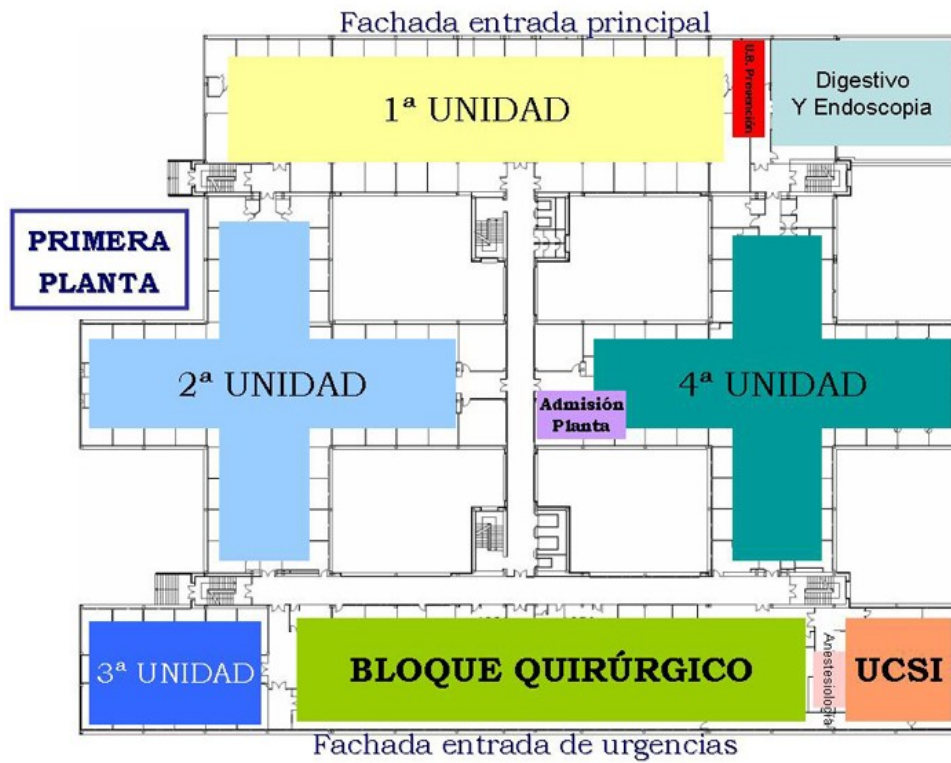 Fachada entrada principal
1ª UNIDAD
U.B. Prevención
Digestivo
Y Endoscopia
PRIMERA
PLANTA
2ª UNIDAD
4ª UNIDAD
Admisión
Planta
3ª UNIDAD
BLOQUE QUIRÚRGICO
Anestesiología
UCSI
Fachada entrada de urgencias